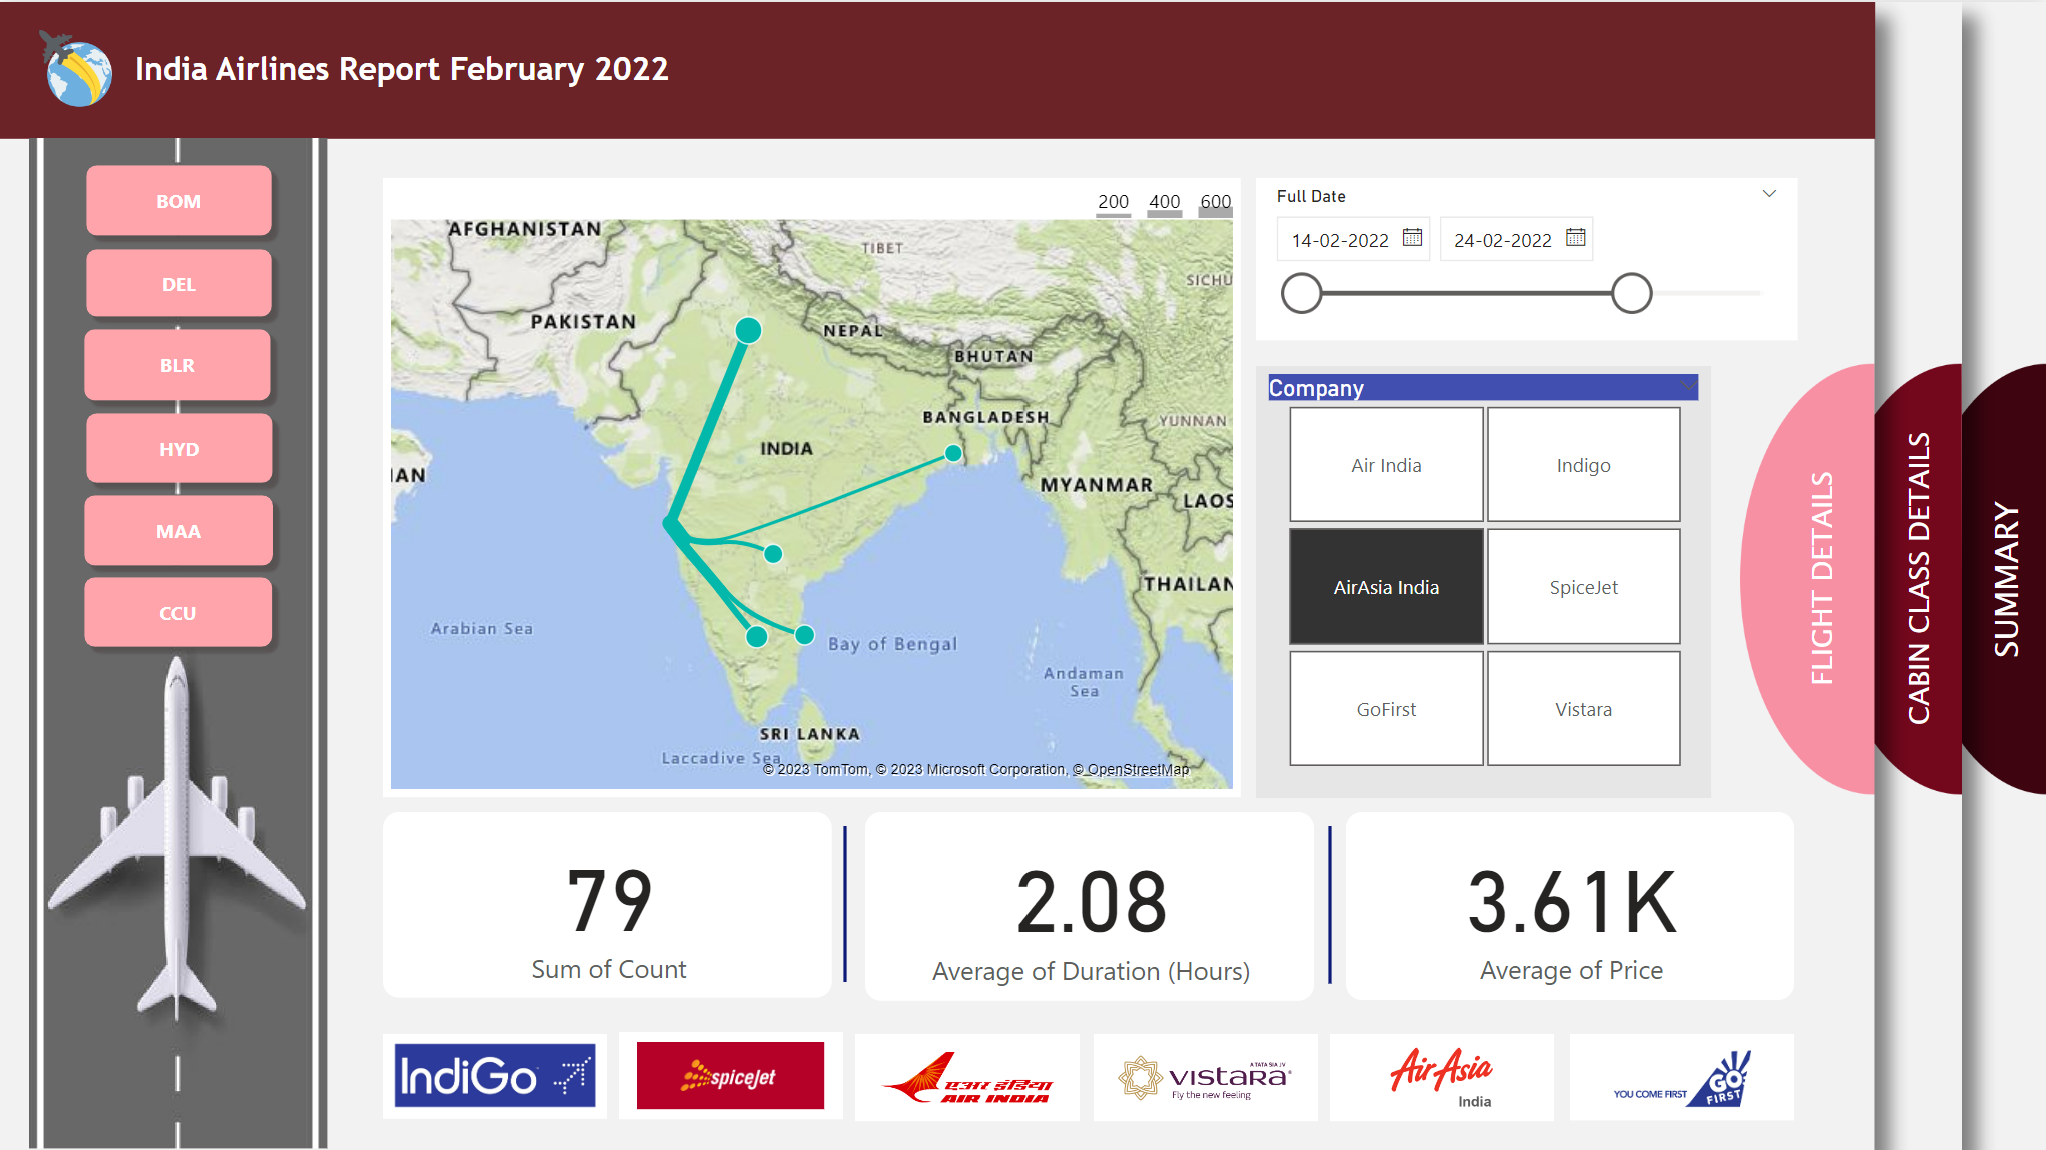 India Airlines Report February 2022
BOM
DEL
BLR
HYD
MAA
CCU
200 400 600
AFGHANISTAN
TIBET
SICHU
PAKISTAN
NEPAL
BHUTAN
BANGLADESH
YUNNAN
INDIA
IAN
MYANMAR
LAOS
THAILAN
Arabian Sea
Bay of Bengal
Andaman
Sea
SRI LANKA
Laccadive Sea
© 2023 TomTom, © 2023 Microsoft Corporation, © OpenStreetMap
Full Date
14-02-2022 24-02-2022
Company
Air India Indigo
AirAsia India SpiceJet
GoFirst Vistara
FLIGHT DETAILS
CABIN CLASS DETAILS
SUMMARY
79
Sum of Count
2.08
Average of Duration (Hours)
3.61K
Average of Price
IndiGo
spiceJet
एअर इंडिया
AIR INDIA
A TATA SIA JV
VISTARA
Fly the new feeling
AirAsia
India
YOU COME FIRST
GO
FIRST